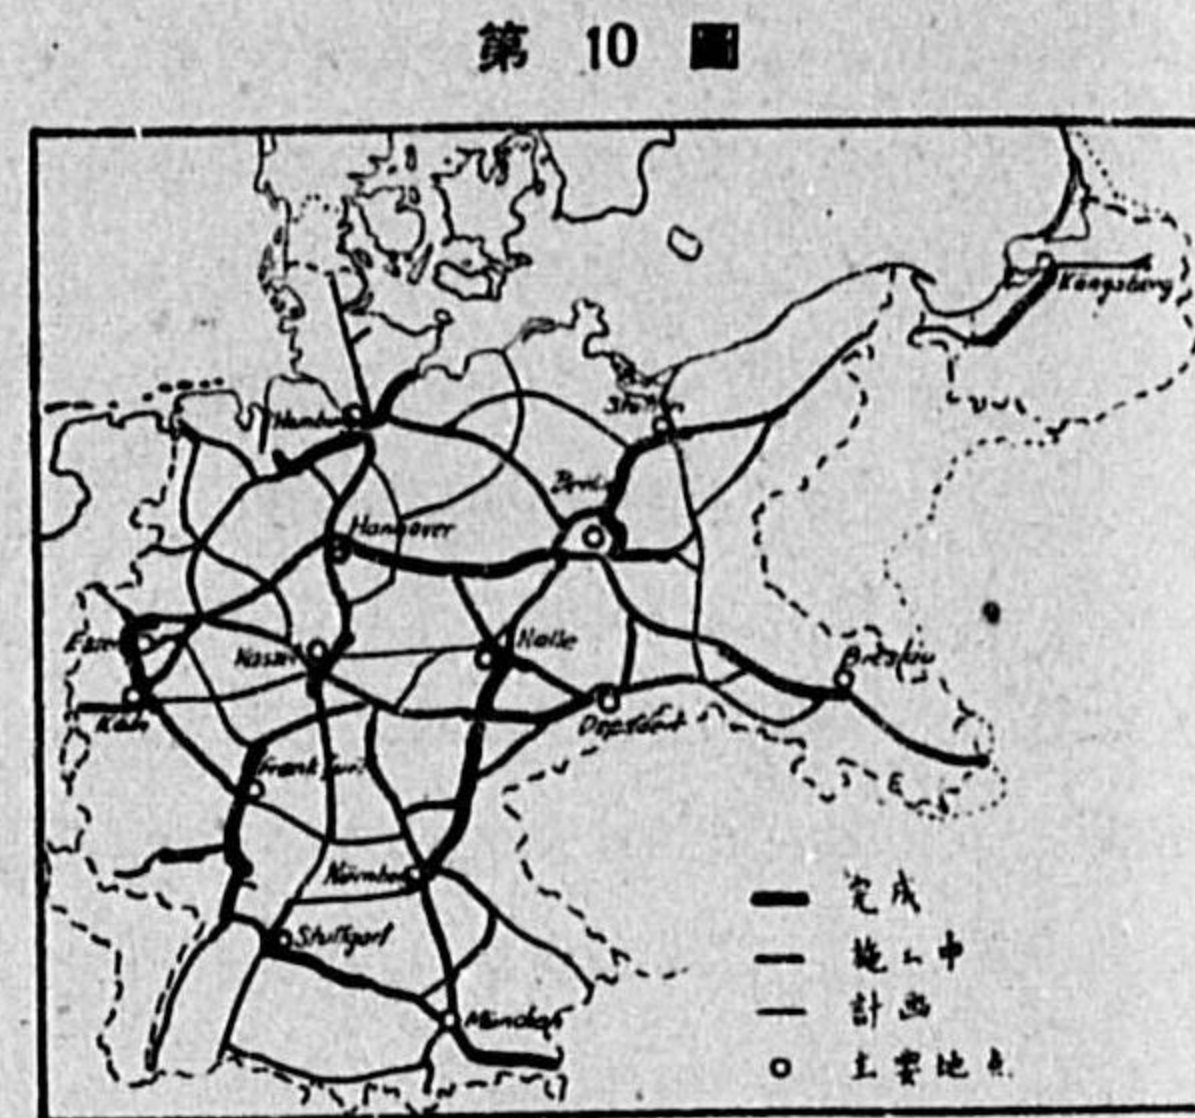 第 10 圖
Königsberg
Stettin
Hamburg
Berlin
Hannover
Essen
Kassel
Halle
Breslau
Köln
Dresden
Frankfurt
Nürnberg
Stuttgart
München
完成
施工中
計画
主要地点